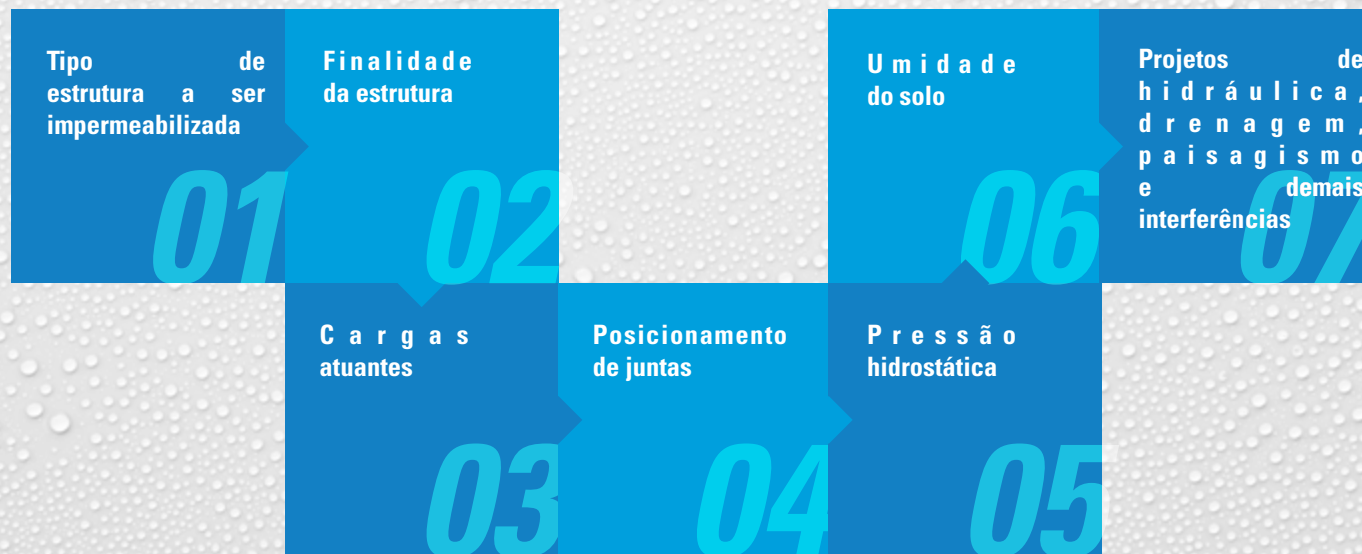 Tipo de
estrutura a ser
impermeabilizada
01
Finalidade
da estrutura
02
Cargas
atuantes
03
Posicionamento
de juntas
04
Pressão
hidrostática
05
Umidade
do solo
06
Projetos de
hidráulica,
drenagem,
paisagismo
e demais
interferências
07